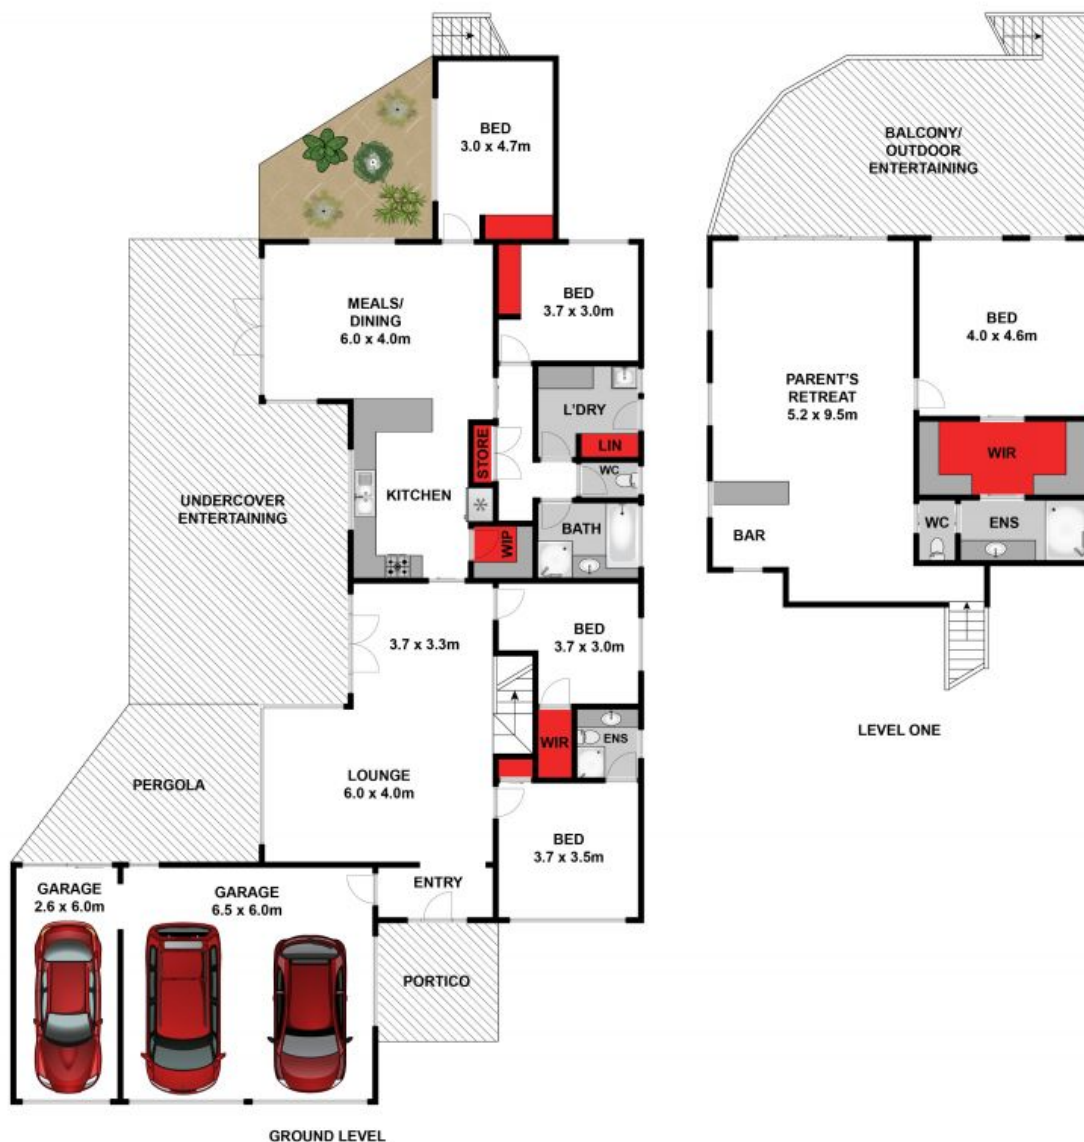 BED
3.0 x 4.7m
BED
3.7 x 3.0m
MEALS/
DINING
6.0 x 4.0m
L'DRY
LIN
STORE
WC
KITCHEN
UNDERCOVER
ENTERTAINING
WIP
BATH
3.7 x 3.3m
BED
3.7 x 3.0m
WIR
ENS
PERGOLA
LOUNGE
6.0 x 4.0m
BED
3.7 x 3.5m
GARAGE
2.6 x 6.0m
GARAGE
6.5 x 6.0m
ENTRY
PORTICO
GROUND LEVEL
BALCONY/
OUTDOOR
ENTERTAINING
BED
4.0 x 4.6m
PARENT'S
RETREAT
5.2 x 9.5m
WIR
WC
ENS
BAR
LEVEL ONE